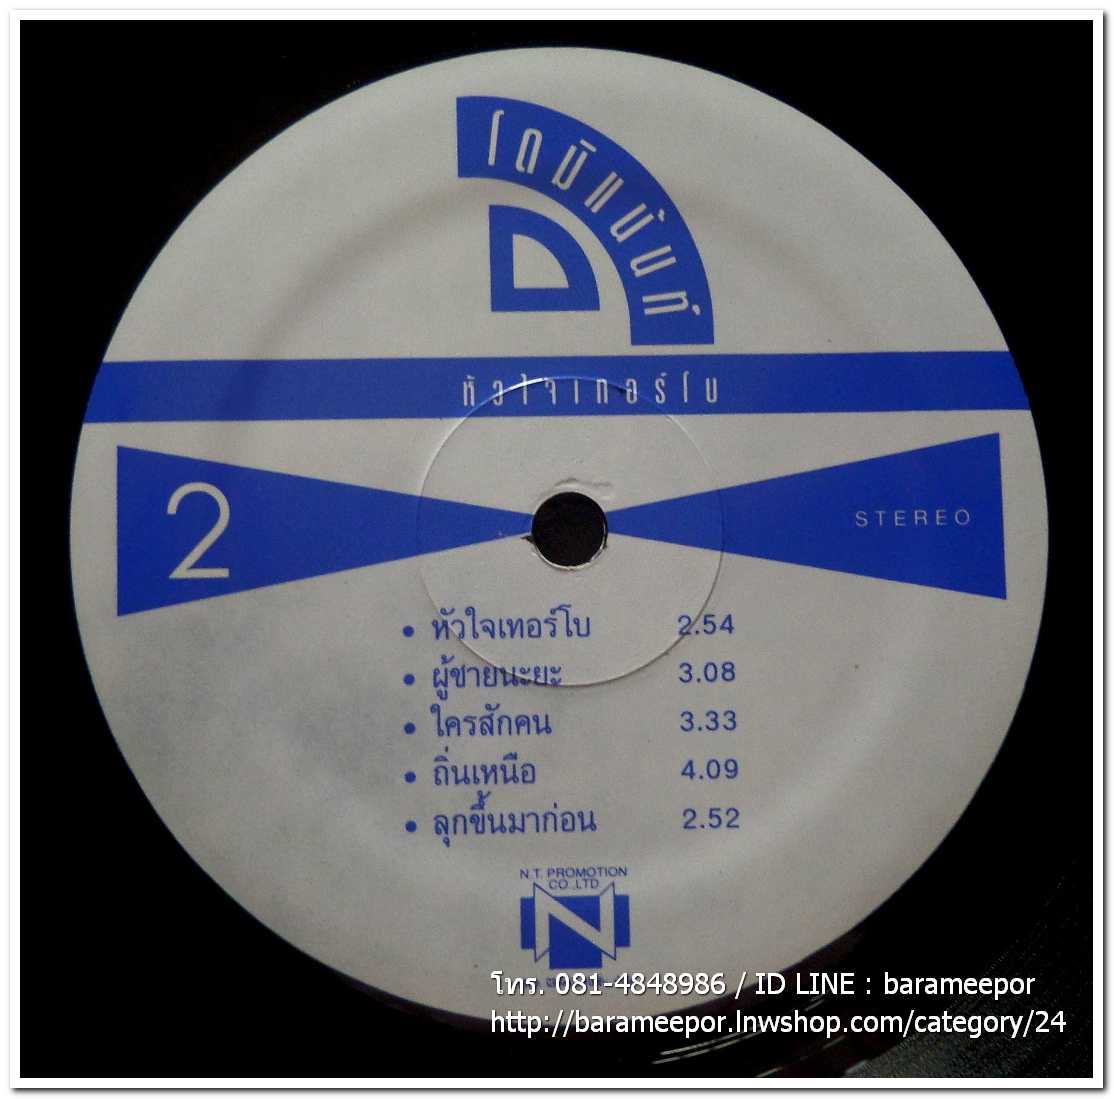 โดมิแน้นท์
หัวใจเทอร์โบ
2
STEREO
• หัวใจเทอร์โบ 2.54
• ผู้ชายนะยะ 3.08
• ใครสักคน 3.33
• ถิ่นเหนือ 4.09
• ลุกขึ้นมาก่อน 2.52
N.T. PROMOTION
CO.,LTD
N
โทร. 081-4848986 / ID LINE : barameepor
http://barameepor.lnwshop.com/category/24